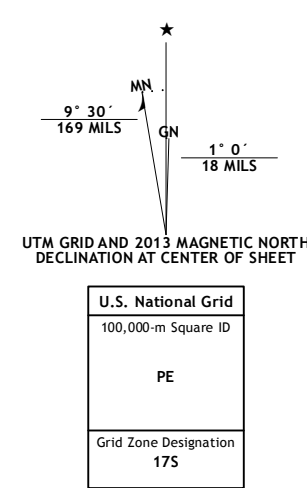 ★
MN
9° 30´
169 MILS
GN
1° 0´
18 MILS
UTM GRID AND 2013 MAGNETIC NORTH
DECLINATION AT CENTER OF SHEET
U.S. National Grid
100,000-m Square ID
PE
Grid Zone Designation
17S